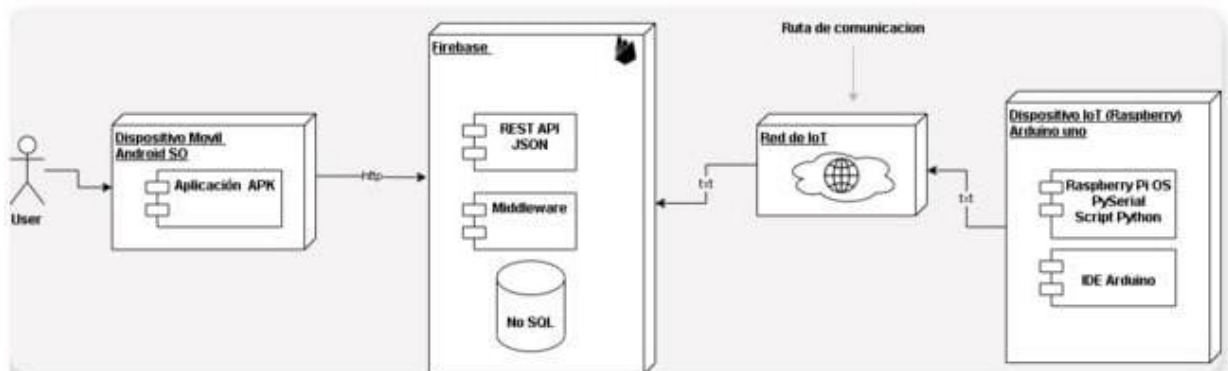 Ruta de comunicacion
Firebase
Dispositivo Movil
Android SO
Aplicación APK
User
http
REST API
JSON
Middleware
No SQL
txt
Red de IoT
txt
Dispositivo IoT (Raspberry)
Arduino uno
Raspberry Pi OS
PySerial
Script Python
IDE Arduino